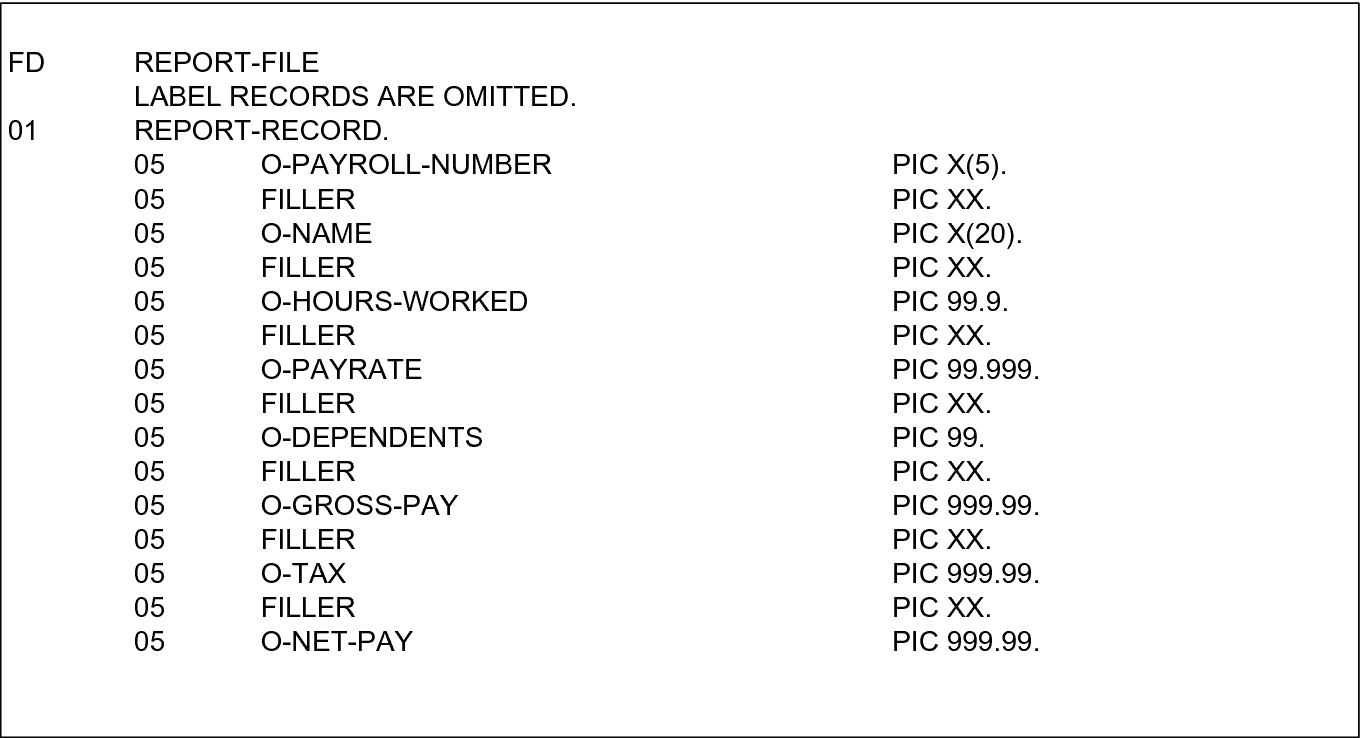 FD REPORT-FILE
LABEL RECORDS ARE OMITTED.
01 REPORT-RECORD.
05 O-PAYROLL-NUMBER PIC X(5).
05 FILLER PIC XX.
05 O-NAME PIC X(20).
05 FILLER PIC XX.
05 O-HOURS-WORKED PIC 99.9.
05 FILLER PIC XX.
05 O-PAYRATE PIC 99.999.
05 FILLER PIC XX.
05 O-DEPENDENTS PIC 99.
05 FILLER PIC XX.
05 O-GROSS-PAY PIC 999.99.
05 FILLER PIC XX.
05 O-TAX PIC 999.99.
05 FILLER PIC XX.
05 O-NET-PAY PIC 999.99.